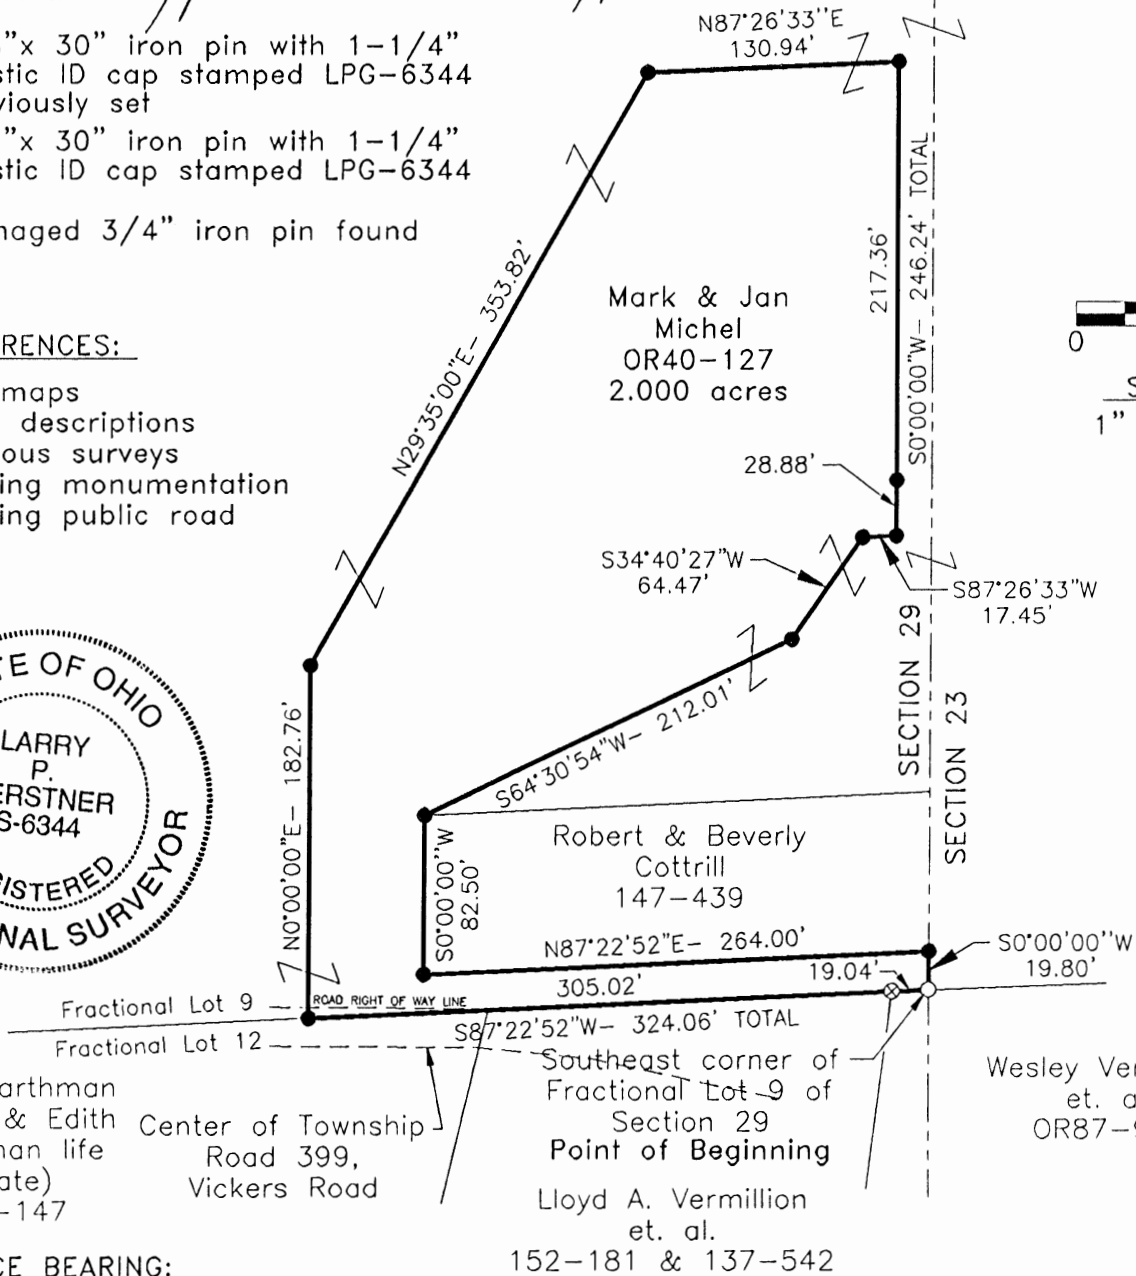 "x 30" iron pin with 1-1/4"
stic ID cap stamped LPG-6344
viously set
"x 30" iron pin with 1-1/4"
stic ID cap stamped LPG-6344
naged 3/4" iron pin found
RENCES:
maps
descriptions
ous surveys
ing monumentation
ing public road
N87°26'33"E
130.94'
N29°35'00"E- 353.82'
Mark & Jan
Michel
OR40-127
2.000 acres
217.36'
S0°00'00"W- 246.24' TOTAL
0
1"
28.88'
S34°40'27"W
64.47'
S87°26'33"W
17.45'
SECTION 29
SECTION 23
TE OF OHIO
LARRY
P.
ERSTNER
S-6344
ISTERED
NAL SURVEYOR
N0°00'00"E- 182.76'
S64°30'54"W- 212.01'
S0°00'00"W
82.50'
Robert & Beverly
Cottrill
147-439
N87°22'52"E- 264.00'
S0°00'00"W
19.80'
305.02'
19.04'
Fractional Lot 9
ROAD RIGHT OF WAY LINE
S87°22'52"W- 324.06' TOTAL
Fractional Lot 12
arthman
& Edith
nan life
ate)
-147
Center of Township
Road 399,
Vickers Road
Southeast corner of
Fractional Lot 9 of
Section 29
Point of Beginning
Wesley Ver
et. a
OR87-9
Lloyd A. Vermillion
et. al.
152-181 & 137-542
CE BEARING: